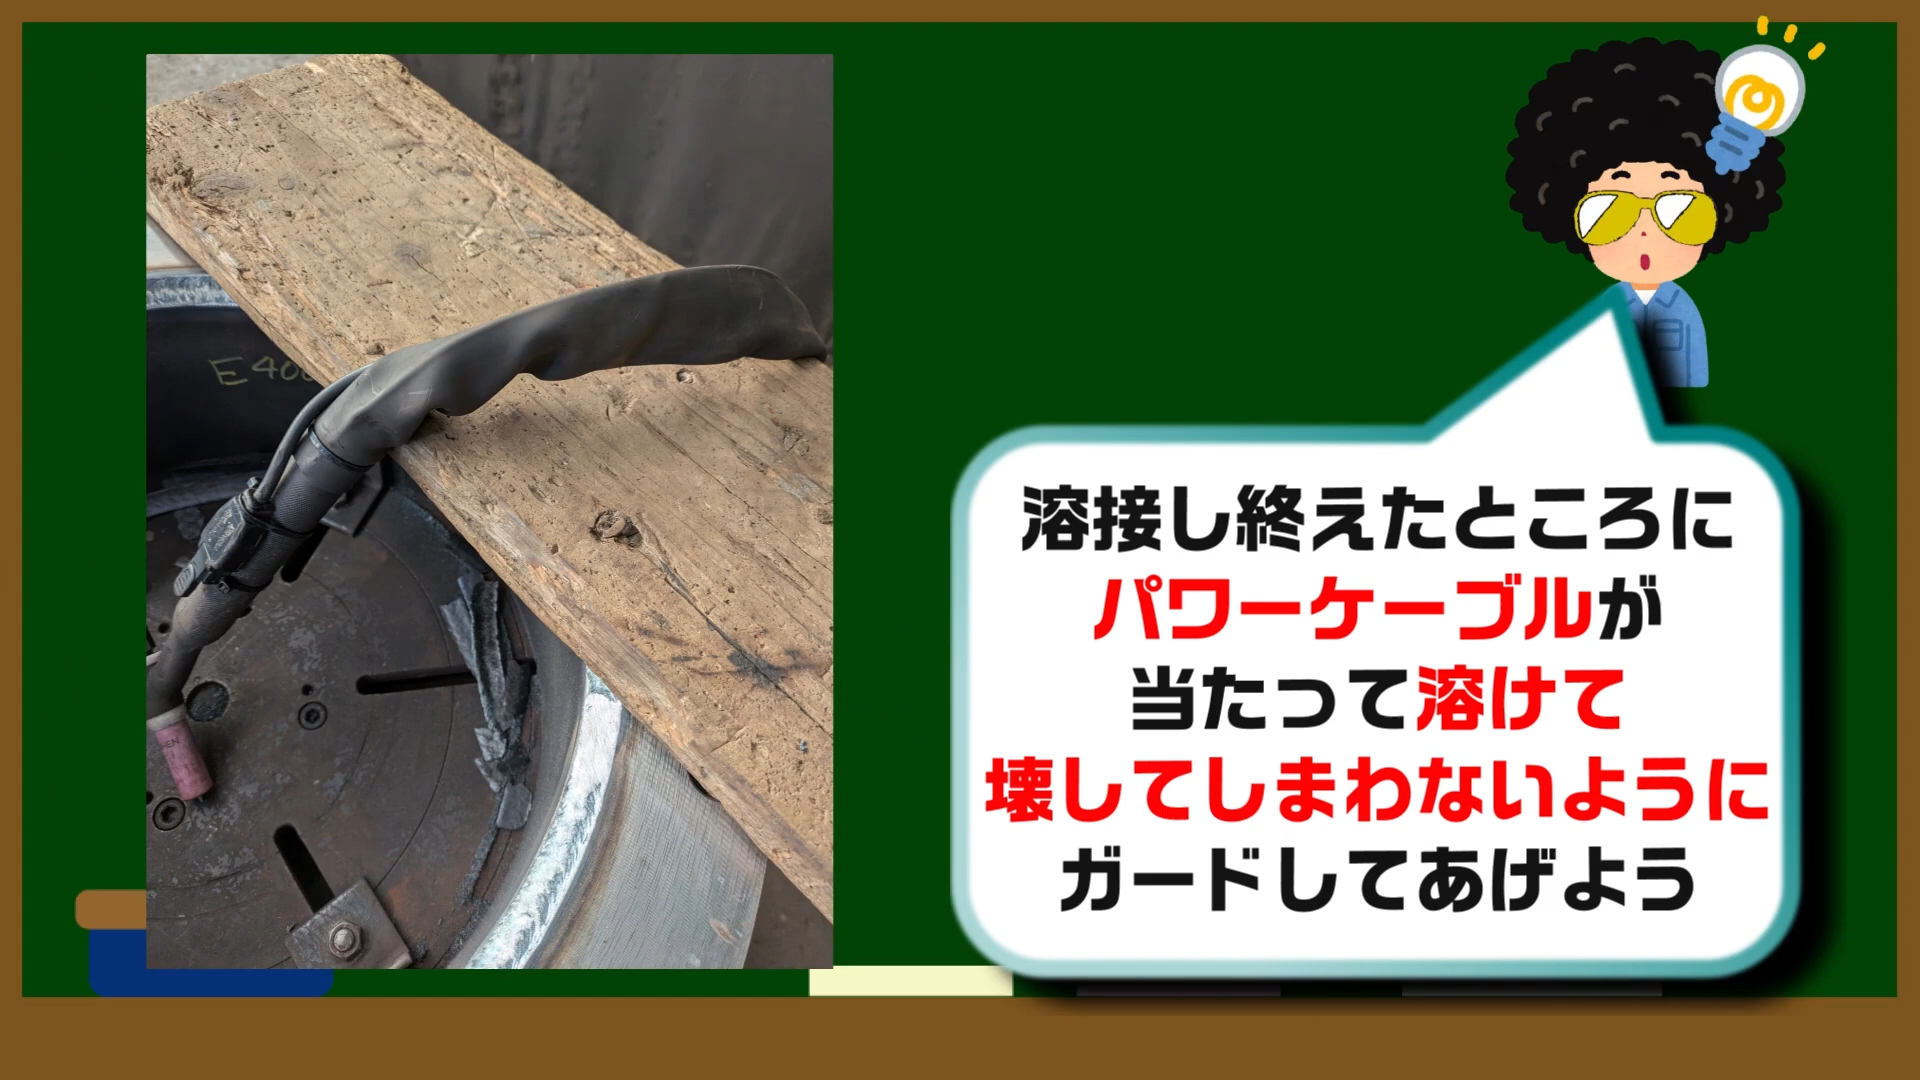 E400
溶接し終えたところに
パワーケーブルが
当たって溶けて
壊してしまわないように
ガードしてあげよう